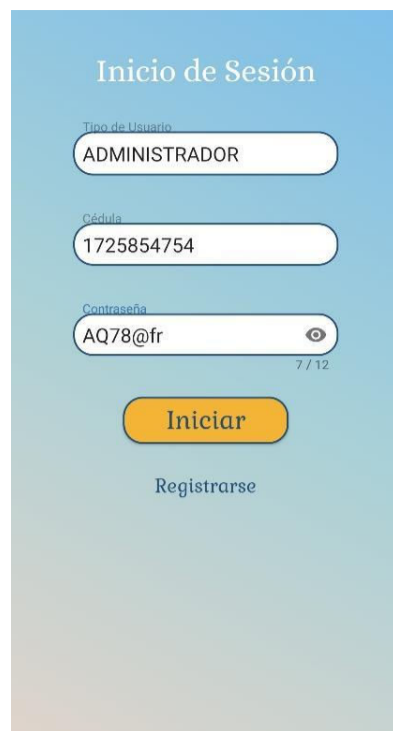 Inicio de Sesión
Tipo de Usuario
ADMINISTRADOR
Cédula
1725854754
Contraseña
AQ78@fr
7 / 12
Iniciar
Registrarse